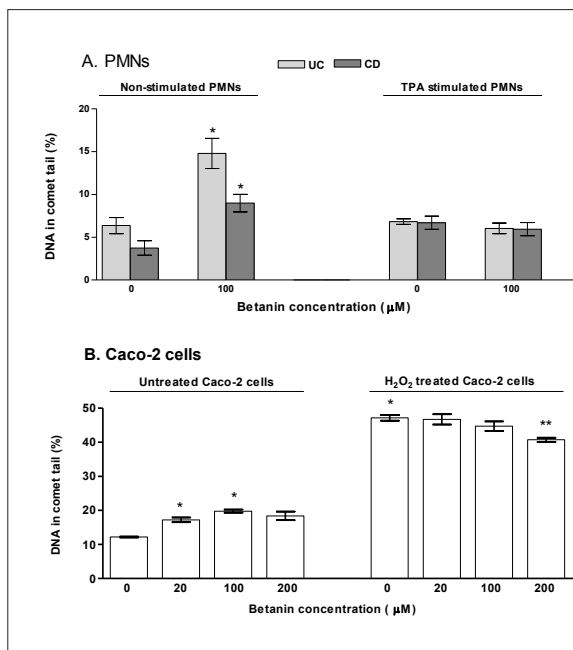 A. PMNs
UC CD
Non-stimulated PMNs TPA stimulated PMNs
DNA in comet tail (%)
20
15
10
5
0
* *
0 100 0 100
Betanin concentration ( μM)
B. Caco-2 cells
Untreated Caco-2 cells H₂O₂ treated Caco-2 cells
DNA in comet tail (%)
50
40
30
20
10
0
* * * **
0 20 100 200 0 20 100 200
Betanin concentration ( μM)